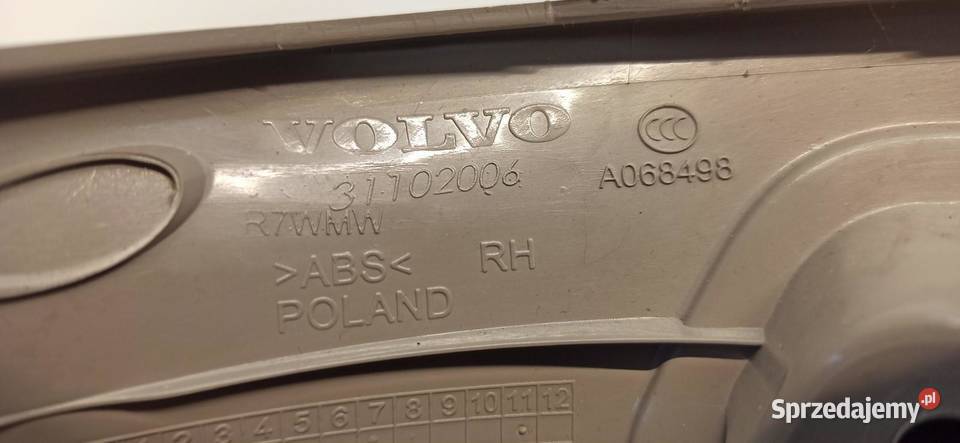 VOLVO
CCC
31102006
A068498
R7WMW
>ABS< RH
POLAND
1 2 3 4 5 6 7 8 9 10 11 12
Sprzedajemy.pl